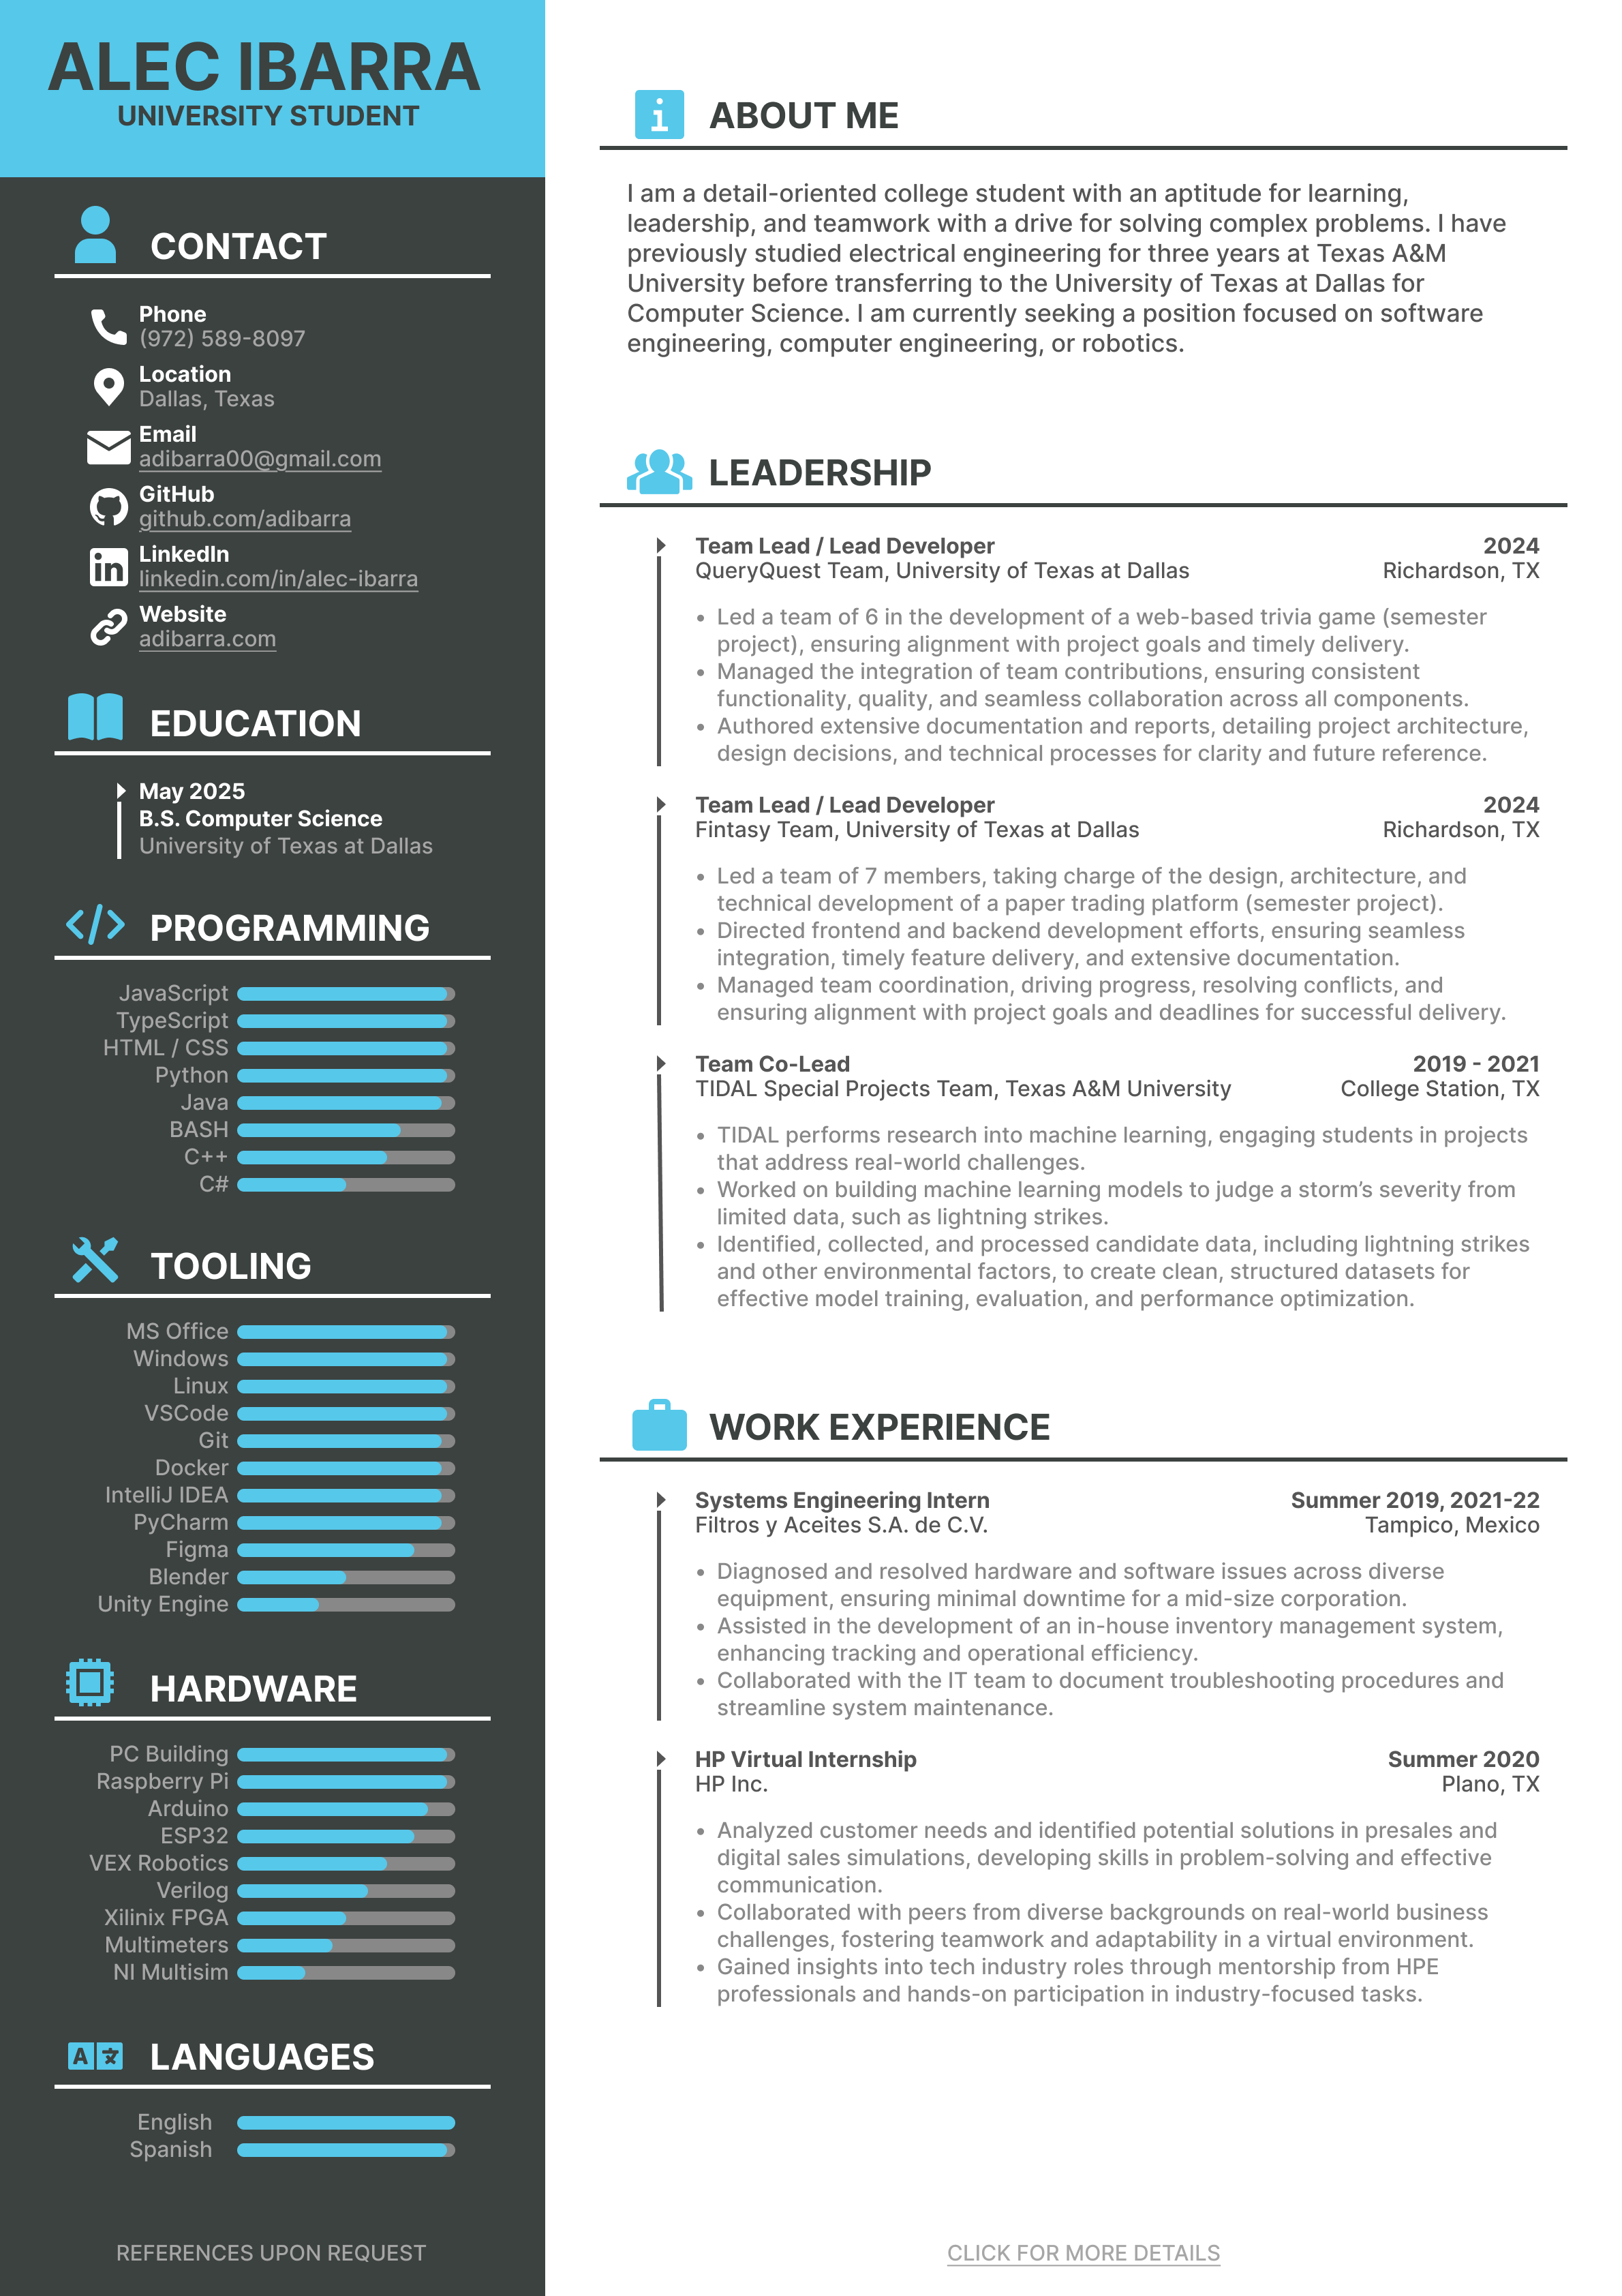 ALEC IBARRA
UNIVERSITY STUDENT
CONTACT
Phone
(972) 589-8097
Location
Dallas, Texas
Email
adibarra00@gmail.com
GitHub
github.com/adibarra
LinkedIn
linkedin.com/in/alec-ibarra
Website
adibarra.com
EDUCATION
May 2025
B.S. Computer Science
University of Texas at Dallas
PROGRAMMING
JavaScript
TypeScript
HTML / CSS
Python
Java
BASH
C++
C#
TOOLING
MS Office
Windows
Linux
VSCode
Git
Docker
IntelliJ IDEA
PyCharm
Figma
Blender
Unity Engine
HARDWARE
PC Building
Raspberry Pi
Arduino
ESP32
VEX Robotics
Verilog
Xilinix FPGA
Multimeters
NI Multisim
LANGUAGES
English
Spanish
REFERENCES UPON REQUEST
ABOUT ME
I am a detail-oriented college student with an aptitude for learning,
leadership, and teamwork with a drive for solving complex problems. I have
previously studied electrical engineering for three years at Texas A&M
University before transferring to the University of Texas at Dallas for
Computer Science. I am currently seeking a position focused on software
engineering, computer engineering, or robotics.
LEADERSHIP
Team Lead / Lead Developer 2024
QueryQuest Team, University of Texas at Dallas Richardson, TX
• Led a team of 6 in the development of a web-based trivia game (semester
project), ensuring alignment with project goals and timely delivery.
• Managed the integration of team contributions, ensuring consistent
functionality, quality, and seamless collaboration across all components.
• Authored extensive documentation and reports, detailing project architecture,
design decisions, and technical processes for clarity and future reference.
Team Lead / Lead Developer 2024
Fintasy Team, University of Texas at Dallas Richardson, TX
• Led a team of 7 members, taking charge of the design, architecture, and
technical development of a paper trading platform (semester project).
• Directed frontend and backend development efforts, ensuring seamless
integration, timely feature delivery, and extensive documentation.
• Managed team coordination, driving progress, resolving conflicts, and
ensuring alignment with project goals and deadlines for successful delivery.
Team Co-Lead 2019 - 2021
TIDAL Special Projects Team, Texas A&M University College Station, TX
• TIDAL performs research into machine learning, engaging students in projects
that address real-world challenges.
• Worked on building machine learning models to judge a storm’s severity from
limited data, such as lightning strikes.
• Identified, collected, and processed candidate data, including lightning strikes
and other environmental factors, to create clean, structured datasets for
effective model training, evaluation, and performance optimization.
WORK EXPERIENCE
Systems Engineering Intern Summer 2019, 2021-22
Filtros y Aceites S.A. de C.V. Tampico, Mexico
• Diagnosed and resolved hardware and software issues across diverse
equipment, ensuring minimal downtime for a mid-size corporation.
• Assisted in the development of an in-house inventory management system,
enhancing tracking and operational efficiency.
• Collaborated with the IT team to document troubleshooting procedures and
streamline system maintenance.
HP Virtual Internship Summer 2020
HP Inc. Plano, TX
• Analyzed customer needs and identified potential solutions in presales and
digital sales simulations, developing skills in problem-solving and effective
communication.
• Collaborated with peers from diverse backgrounds on real-world business
challenges, fostering teamwork and adaptability in a virtual environment.
• Gained insights into tech industry roles through mentorship from HPE
professionals and hands-on participation in industry-focused tasks.
CLICK FOR MORE DETAILS